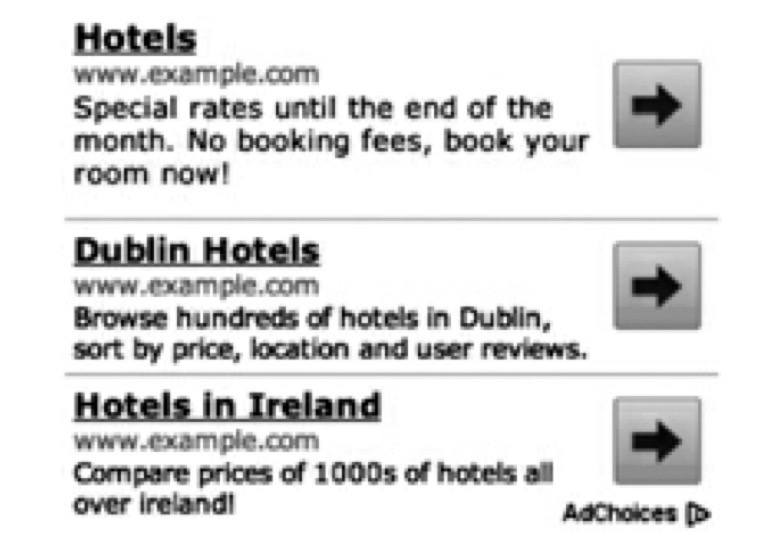 Hotels
www.example.com
Special rates until the end of the
month. No booking fees, book your
room now!
Dublin Hotels
www.example.com
Browse hundreds of hotels in Dublin,
sort by price, location and user reviews.
Hotels in Ireland
www.example.com
Compare prices of 1000s of hotels all
over ireland!
AdChoices